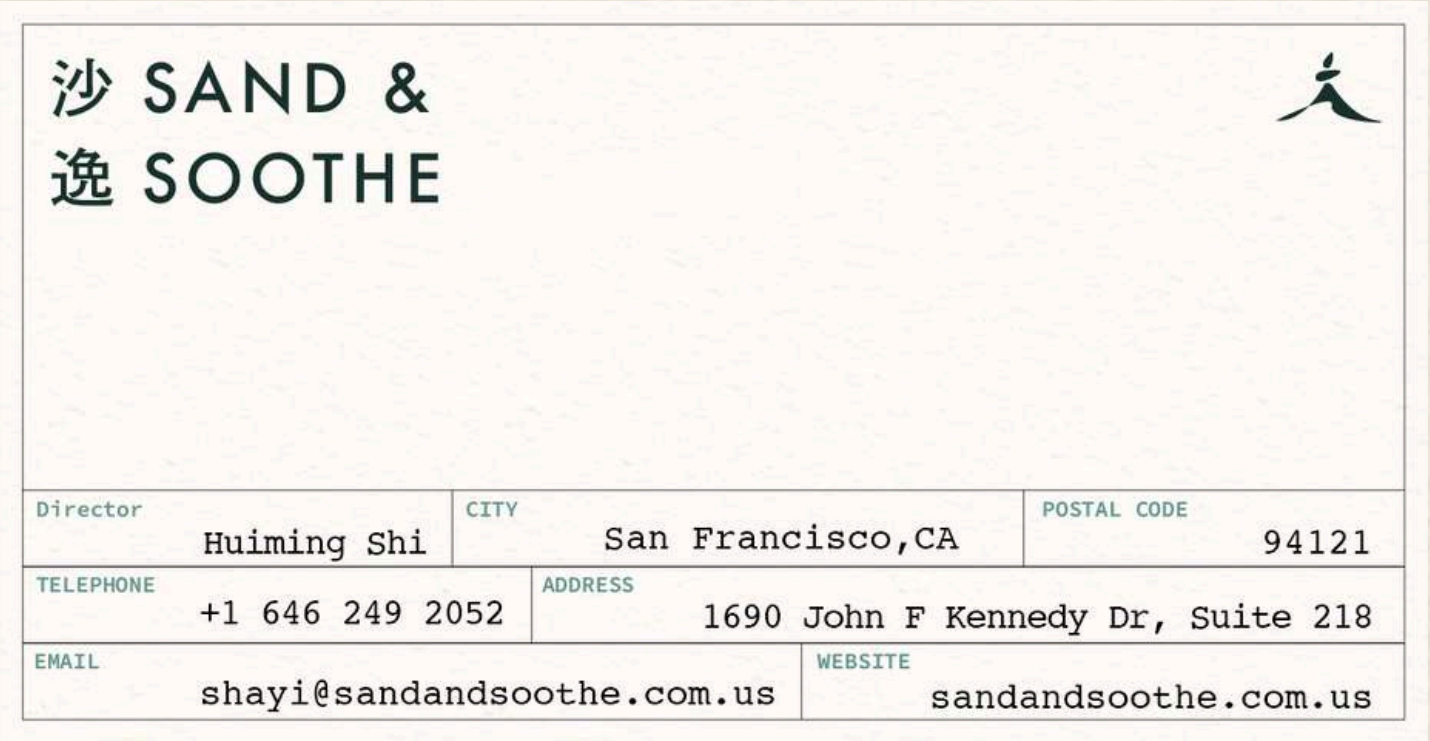 沙 SAND &
逸 SOOTHE
Director
Huiming Shi
CITY
San Francisco,CA
POSTAL CODE
94121
TELEPHONE
+1 646 249 2052
ADDRESS
1690 John F Kennedy Dr, Suite 218
EMAIL
shayi@sandandsoothe.com.us
WEBSITE
sandandsoothe.com.us